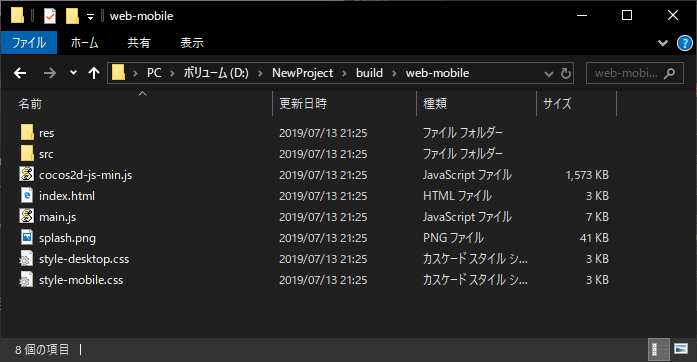 web-mobile
ファイル ホーム 共有 表示
PC › ボリューム (D:) › NewProject › build › web-mobile web-mobi...
名前 更新日時 種類 サイズ
res 2019/07/13 21:25 ファイル フォルダー
src 2019/07/13 21:25 ファイル フォルダー
cocos2d-js-min.js 2019/07/13 21:25 JavaScript ファイル 1,573 KB
index.html 2019/07/13 21:25 HTML ファイル 3 KB
main.js 2019/07/13 21:25 JavaScript ファイル 7 KB
splash.png 2019/07/13 21:25 PNG ファイル 41 KB
style-desktop.css 2019/07/13 21:25 カスケード スタイル シ... 3 KB
style-mobile.css 2019/07/13 21:25 カスケード スタイル シ... 3 KB
8 個の項目